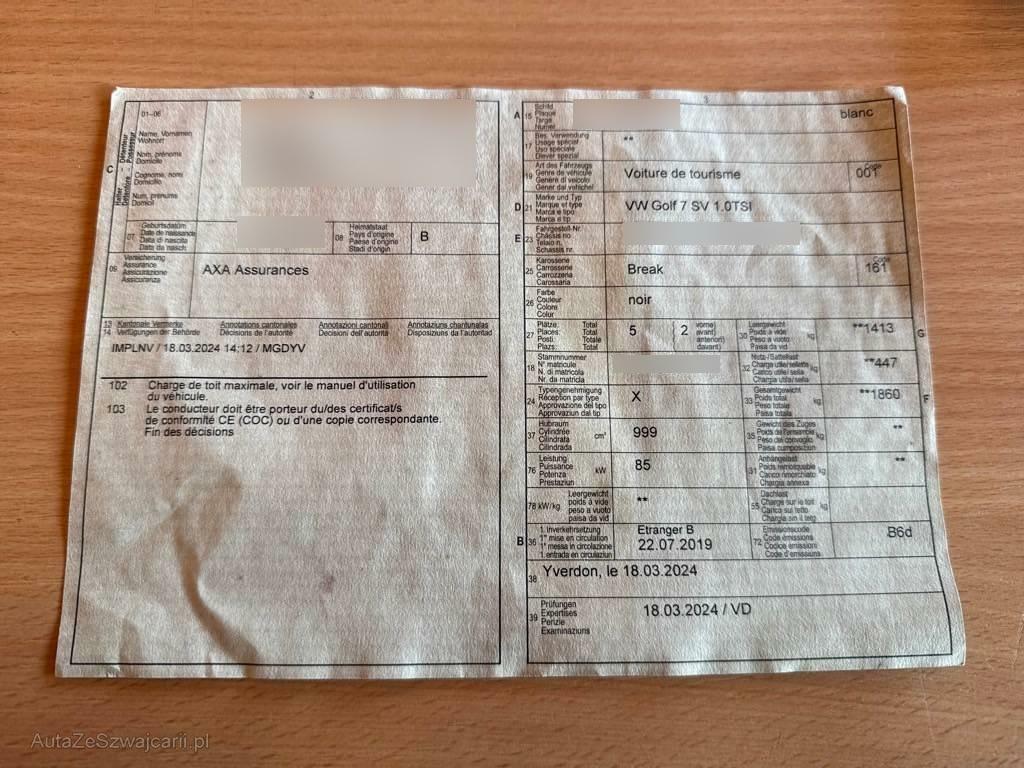 2
C
Halter - Détenteur
Detentore - Possessur
01–06
Name, Vornamen
Wohnort
Nom, prénoms
Domicile
Cognome, nomi
Domicilio
Num, prenums
Domicil
07
Geburtsdatum
Date de naissance
Data di nascita
Data da nasch.
08
Heimatstaat
Pays d'origine
Paese d'origine
Stadi d'origin
B
09
Versicherung
Assurance
Assicurazione
Assicuranza
AXA Assurances
13 Kantonale Vermerke Annotations cantonales Annotazioni cantonali Annotaziuns chantunalas
14 Verfügungen der Behörde Décisions de l'autorité Decisioni dell'autorità Disposiziuns da l'autoritad
IMPLNV / 18.03.2024 14:12 / MGDYV
102 Charge de toit maximale, voir le manuel d'utilisation
du véhicule.
103 Le conducteur doit être porteur du/des certificat/s
de conformité CE (COC) ou d'une copie correspondante.
Fin des décisions
3
A
15
Schild
Plaque
Targa
Numer
blanc
17
Bes. Verwendung
Usage spécial
Uso speciale
Diever spezial
**
19
Art des Fahrzeugs
Genre de véhicule
Genere di veicolo
Gener dal vehichel
Voiture de tourisme
Code
001
D
21
Marke und Typ
Marque et type
Marca e tipo
Marca e tip
VW Golf 7 SV 1.0TSI
E
23
Fahrgestell-Nr.
Châssis no
Telaio n.
Schassis nr.
25
Karosserie
Carrosserie
Carrozzeria
Carossaria
Break
Code
161
26
Farbe
Couleur
Colore
Colur
noir
27
Plätze: Total
Places: Total
Posti: Totale
Plazs: Total
5 ( 2
vorne
avant)
anteriori)
davant)
30
Leergewicht
Poids à vide
Peso a vuoto
Paisa da vid
kg
**1413
G
18
Stammnummer
N° matricule
N. di matricola
Nr. da matricla
32
Nutz-/Sattellast
Charge utile/sellette
Carico utile/sella
Chargia utila/sella
kg
**447
24
Typengenehmigung
Réception par type
Approvazione del tipo
Approvaziun dal tip
X
33
Gesamtgewicht
Poids total
Peso totale
Paisa totala
kg
**1860
F
37
Hubraum
Cylindrée
Cilindrata
Cilindrada
cm³
999
35
Gewicht des Zuges
Poids de l'ensemble
Peso del convoglio
Paisa cumposiziun
kg
**
76
Leistung
Puissance
Potenza
Prestaziun
kW
85
31
Anhängelast
Poids remorquable
Carico rimorchiato
Chargia annexa
kg
**
78 kW/kg
Leergewicht
poids à vide
peso a vuoto
paisa da vid
**
55
Dachlast
Charge sur le toit
Carico sul tetto
Chargia sin il tetg
kg
B
36
1. Inverkehrsetzung
1re mise en circulation
1a messa in circolazione
1. entrada en circulaziun
Etranger B
22.07.2019
72
Emissionscode
Code émissions
Codice emissioni
Code d'emissiuns
B6d
38
Yverdon, le 18.03.2024
39
Prüfungen
Expertises
Perizie
Examinaziuns
18.03.2024 / VD
AutaZeSzwajcarii.pl